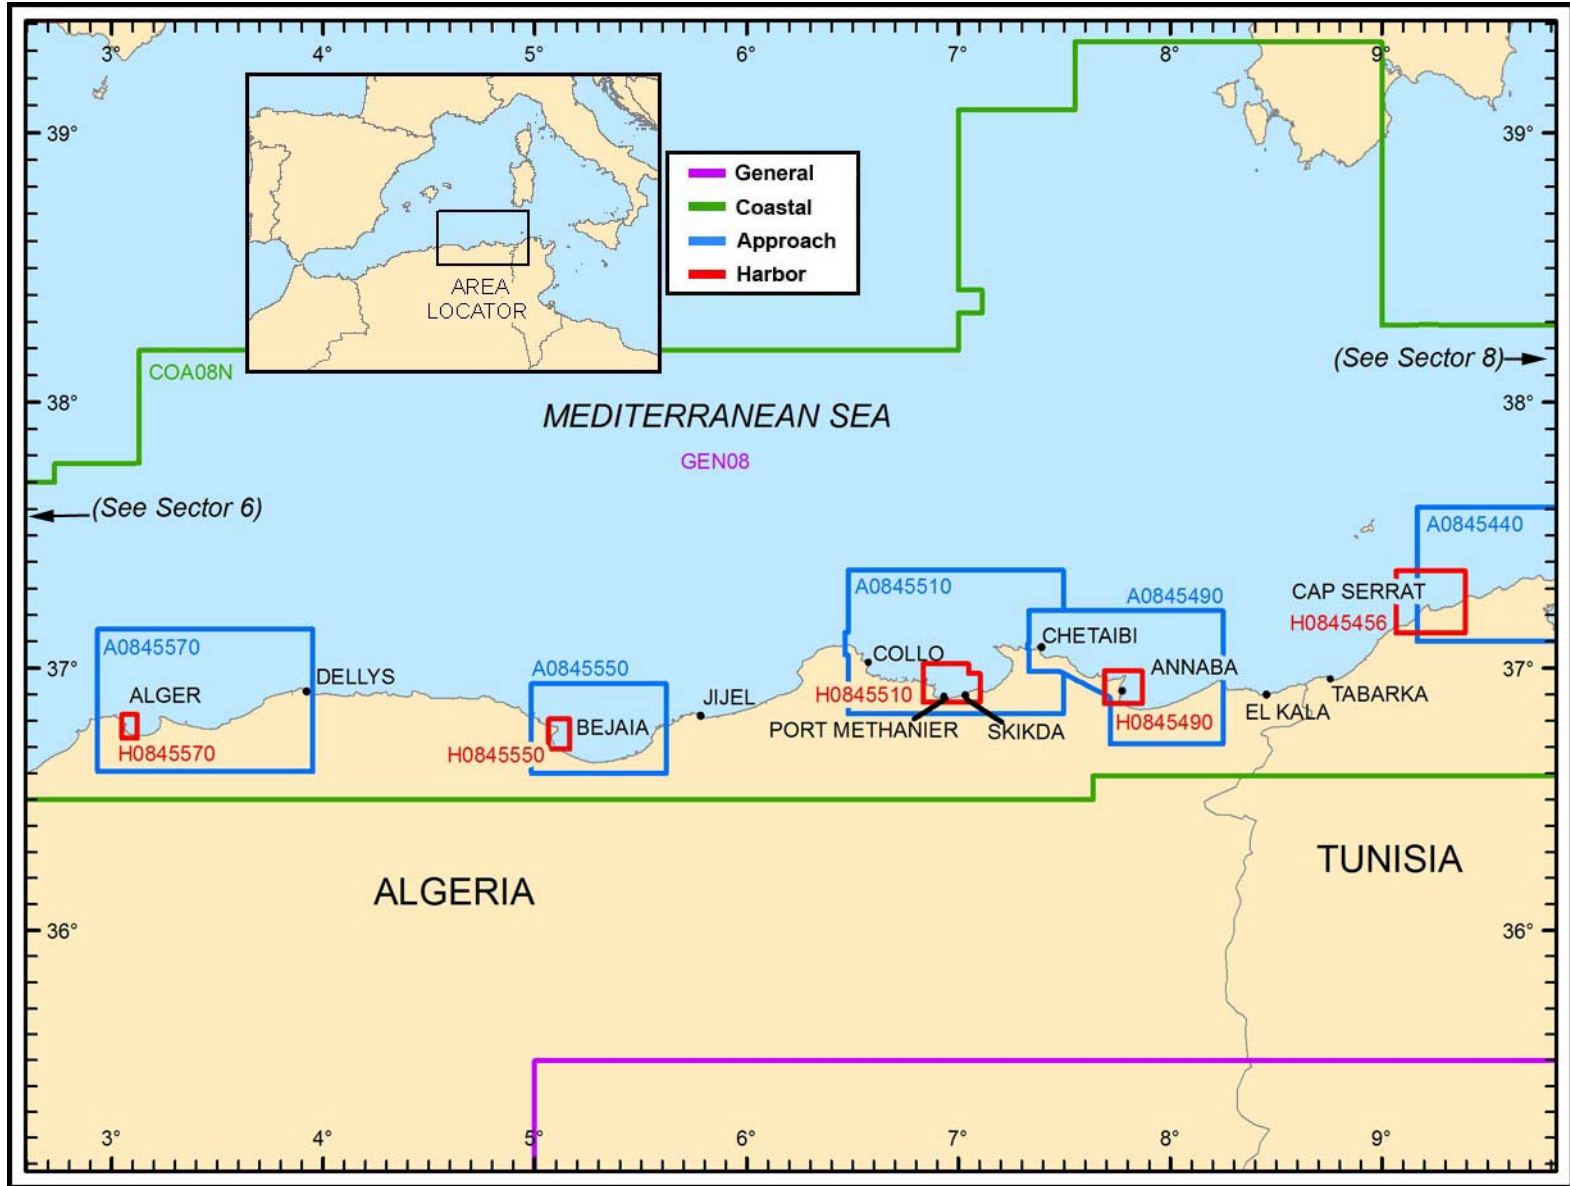 3° 4° 5° 6° 7° 8° 9°
39° 39°
General
Coastal
Approach
Harbor
AREA
LOCATOR
(See Sector 8)
COA08N
38° 38°
MEDITERRANEAN SEA
GEN08
(See Sector 6)
A0845440
A0845510
CAP SERRAT
A0845490
H0845456
A0845570
CHETAIBI
COLLO
37° 37°
A0845550
ANNABA
DELLYS
ALGER
JIJEL
H0845510
TABARKA
EL KALA
BEJAIA
H0845490
PORT METHANIER
SKIKDA
H0845570
H0845550
TUNISIA
ALGERIA
36° 36°
3° 4° 5° 6° 7° 8° 9°